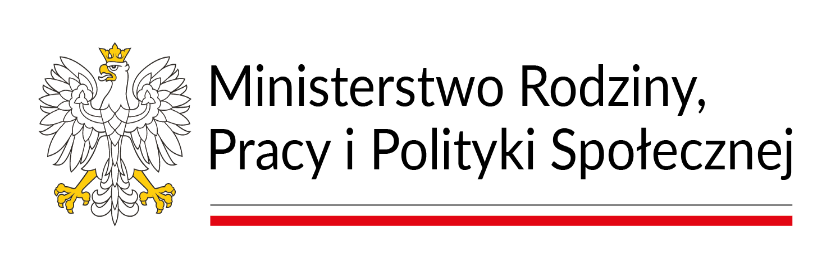 Ministerstwo Rodziny,
Pracy i Polityki Społecznej